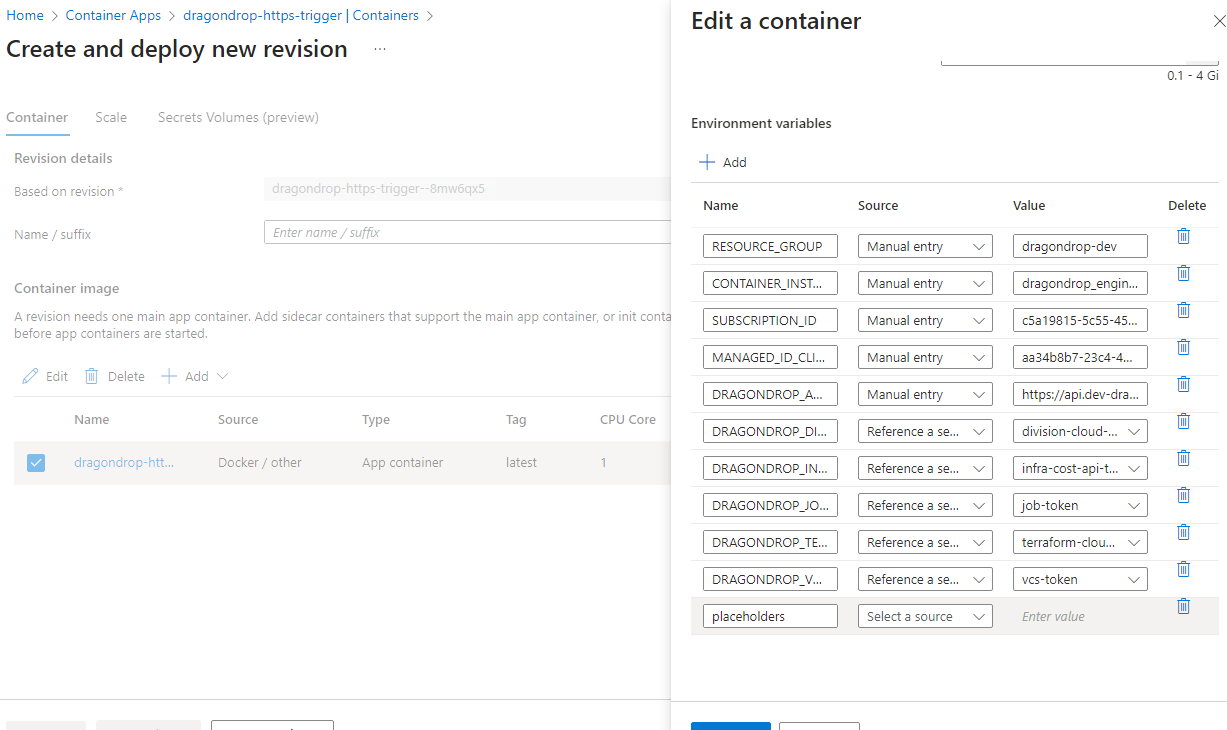 Home > Container Apps > dragondrop-https-trigger | Containers >
Create and deploy new revision ...
Container Scale Secrets Volumes (preview)
Revision details
Based on revision * dragondrop-https-trigger--8mw6qx5
Name / suffix Enter name / suffix
Container image
A revision needs one main app container. Add sidecar containers that support the main app container, or init conta
before app containers are started.
Edit Delete Add
Name Source Type Tag CPU Core
dragondrop-htt... Docker / other App container latest 1
Edit a container
0.1 - 4 Gi
Environment variables
Add
Name Source Value Delete
RESOURCE_GROUP Manual entry dragondrop-dev
CONTAINER_INST... Manual entry dragondrop_engin...
SUBSCRIPTION_ID Manual entry c5a19815-5c55-45...
MANAGED_ID_CLI... Manual entry aa34b8b7-23c4-4...
DRAGONDROP_A... Manual entry https://api.dev-dra...
DRAGONDROP_DI... Reference a se... division-cloud-...
DRAGONDROP_IN... Reference a se... infra-cost-api-t...
DRAGONDROP_JO... Reference a se... job-token
DRAGONDROP_TE... Reference a se... terraform-clou...
DRAGONDROP_V... Reference a se... vcs-token
placeholders Select a source Enter value